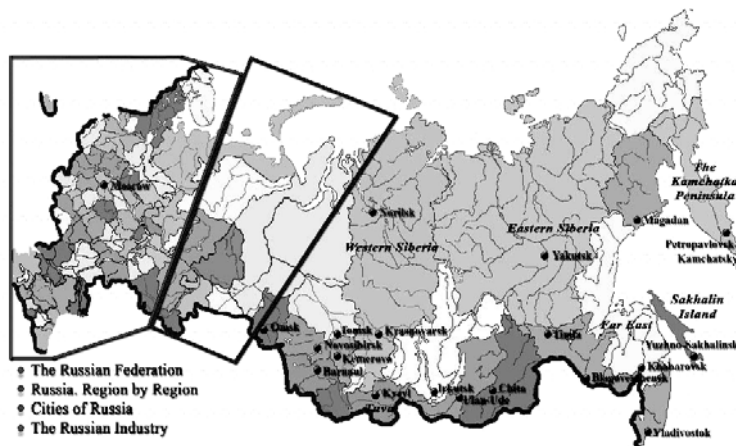 The
Kamchatka
Peninsula
Moscow
Norilsk
Magadan
Western Siberia
Eastern Siberia
Yakutsk
Petropavlovsk
Kamchatsky
Sakhalin
Island
Omsk
Tomsk
Krasnoyarsk
Tinda
Far East
Novosibirsk
Yuzhno-Sakhalinsk
Kemerovo
Khabarovsk
The Russian Federation
Barnaul
Irkutsk
Chita
Russia. Region by Region
Kyzyl
Ulan-Ude
Cities of Russia
Tuva
The Russian Industry
Vladivostok